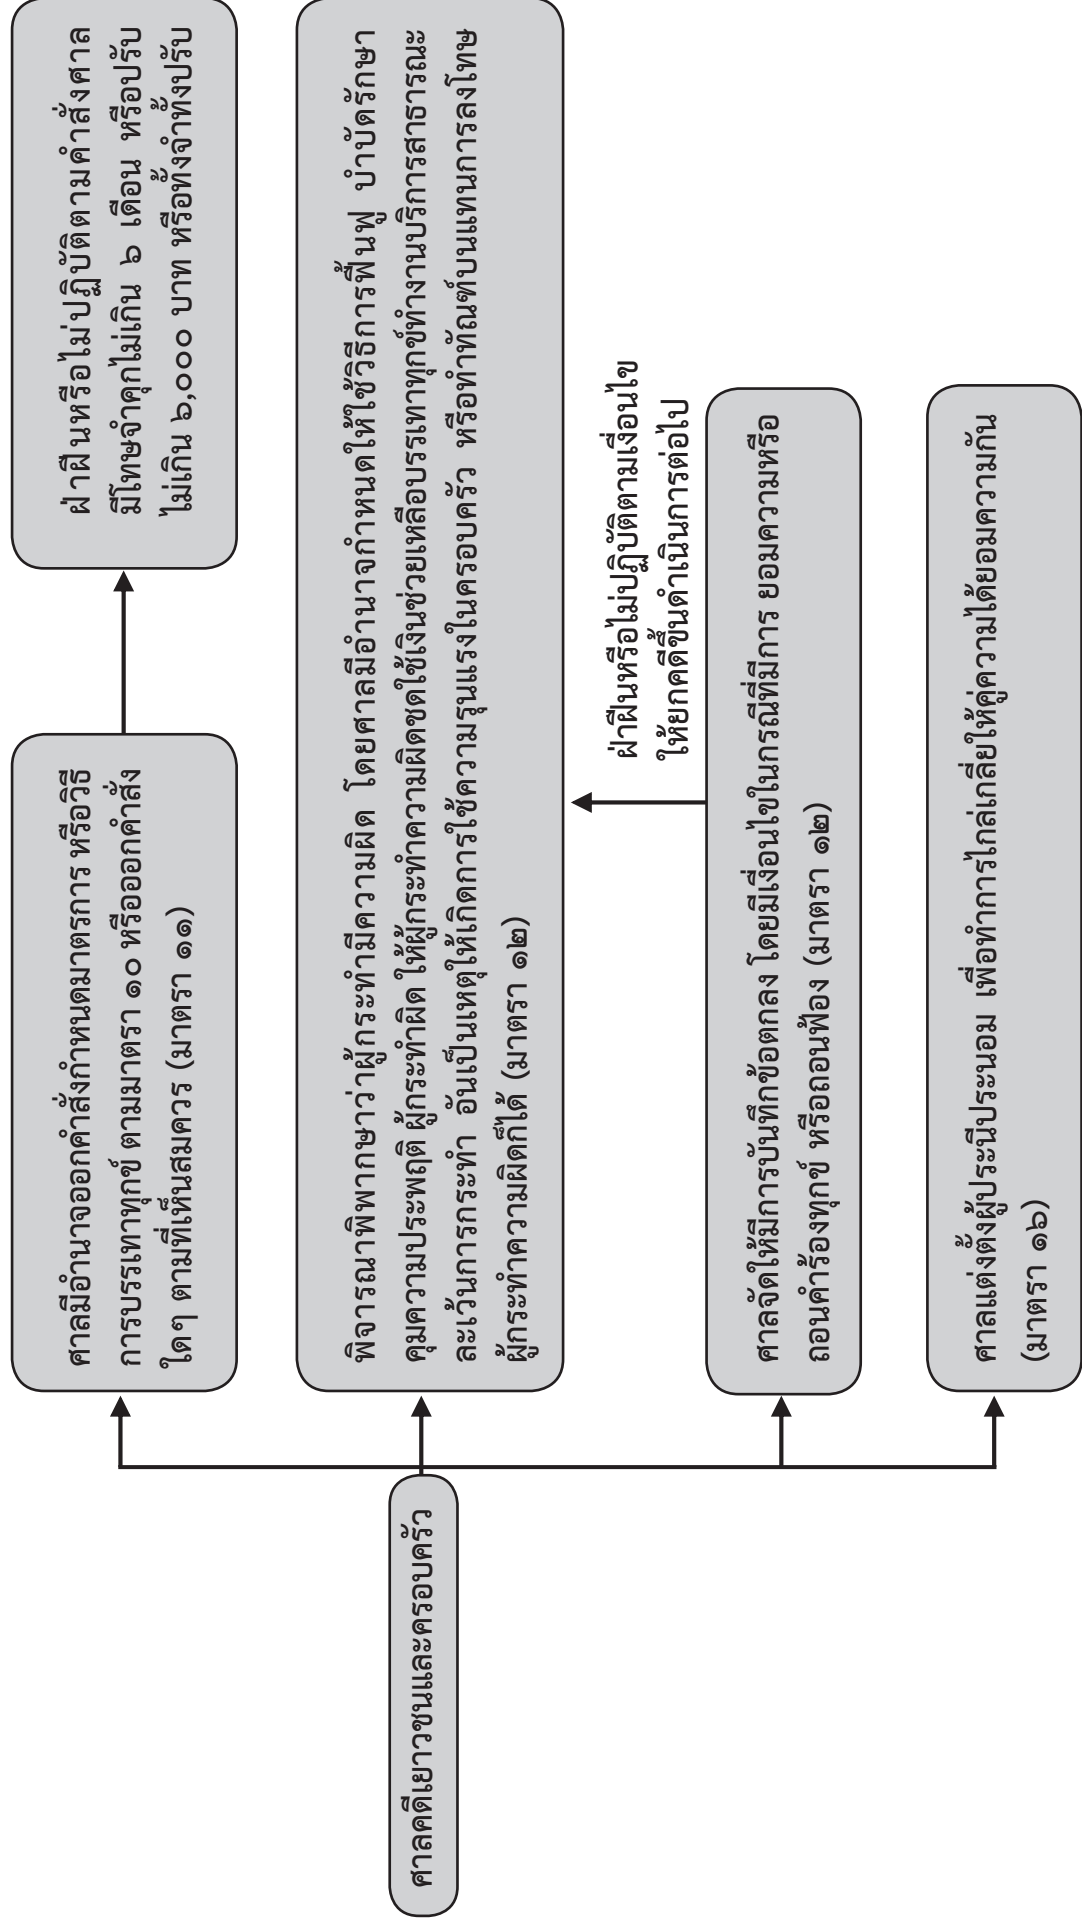 ศาลคดีเยาวชนและครอบครัว
ศาลมีอำนาจออกคำสั่งกำหนดมาตรการ หรือวิธี
การบรรเทาทุกข์ ตามมาตรา ๑๐ หรือออกคำสั่ง
ใดๆ ตามที่เห็นสมควร (มาตรา ๑๑)
ฝ่าฝืนหรือไม่ปฏิบัติตามคำสั่งศาล
มีโทษจำคุกไม่เกิน ๖ เดือน หรือปรับ
ไม่เกิน ๖,๐๐๐ บาท หรือทั้งจำทั้งปรับ
พิจารณาพิพากษาว่าผู้กระทำมีความผิด โดยศาลมีอำนาจกำหนดให้ใช้วิธีการฟื้นฟู บำบัดรักษา
คุมความประพฤติ ผู้กระทำผิด ให้ผู้กระทำความผิดชดใช้เงินช่วยเหลือบรรเทาทุกข์ทำงานบริการสาธารณะ
ละเว้นการกระทำ อันเป็นเหตุให้เกิดการใช้ความรุนแรงในครอบครัว หรือทำทัณฑ์บนแทนการลงโทษ
ผู้กระทำความผิดก็ได้ (มาตรา ๑๒)
ฝ่าฝืนหรือไม่ปฏิบัติตามเงื่อนไข
ให้ยกคดีขึ้นดำเนินการต่อไป
ศาลจัดให้มีการบันทึกข้อตกลง โดยมีเงื่อนไขในกรณีที่มีการ ยอมความหรือ
ถอนคำร้องทุกข์ หรือถอนฟ้อง (มาตรา ๑๒)
ศาลแต่งตั้งผู้ประนีประนอม เพื่อทำการไกล่เกลี่ยให้คู่ความได้ยอมความกัน
(มาตรา ๑๖)